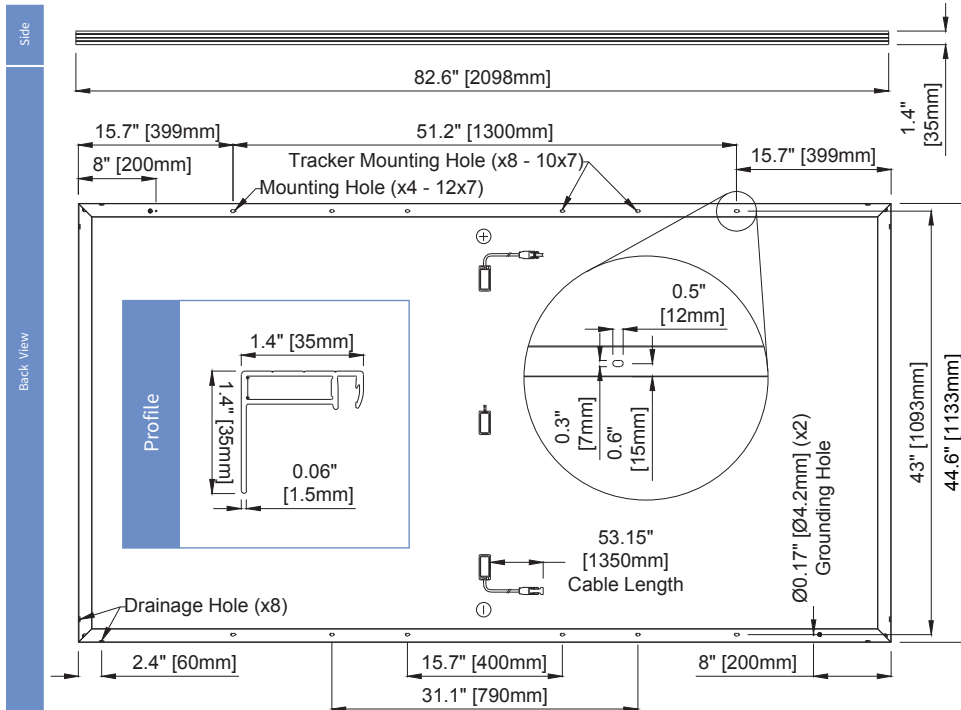 Side
82.6" [2098mm]
1.4"
[35mm]
15.7" [399mm]
51.2" [1300mm]
8" [200mm]
Tracker Mounting Hole (x8 - 10x7)
15.7" [399mm]
Mounting Hole (x4 - 12x7)
Back View
+
0.5"
[12mm]
0.3"
[7mm]
0.6"
[15mm]
Profile
1.4" [35mm]
1.4" [35mm]
0.06"
[1.5mm]
43" [1093mm]
44.6" [1133mm]
Ø0.17" [Ø4.2mm] (x2)
Grounding Hole
53.15"
[1350mm]
Cable Length
-
Drainage Hole (x8)
2.4" [60mm]
15.7" [400mm]
8" [200mm]
31.1" [790mm]